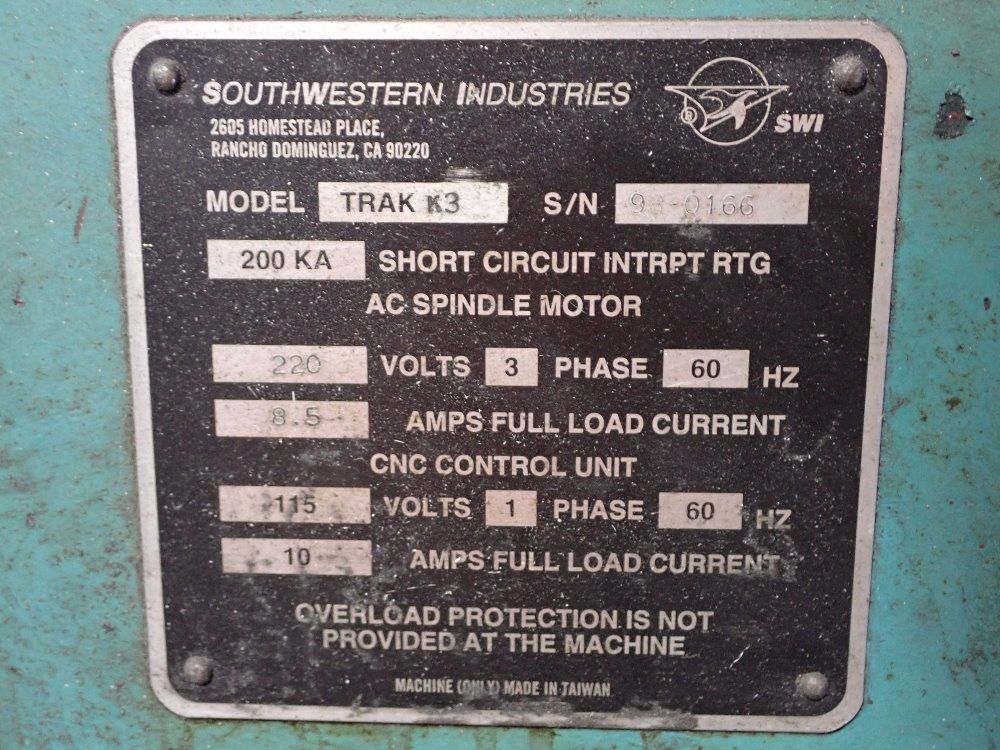 SOUTHWESTERN INDUSTRIES
® SWI
2605 HOMESTEAD PLACE,
RANCHO DOMINGUEZ, CA 90220
MODEL TRAK K3 S/N 98-0166
200 KA SHORT CIRCUIT INTRPT RTG
AC SPINDLE MOTOR
220 VOLTS 3 PHASE 60 HZ
8.5 AMPS FULL LOAD CURRENT
CNC CONTROL UNIT
115 VOLTS 1 PHASE 60 HZ
10 AMPS FULL LOAD CURRENT
OVERLOAD PROTECTION IS NOT
PROVIDED AT THE MACHINE
MACHINE (ONLY) MADE IN TAIWAN